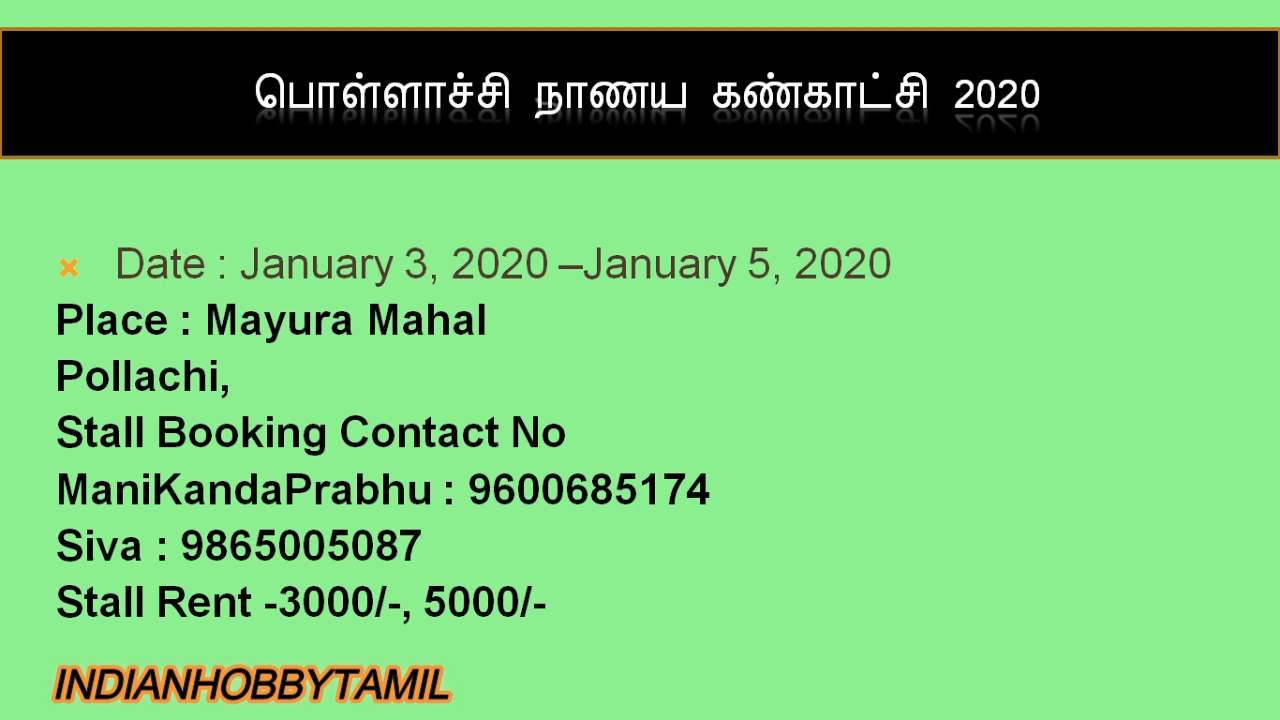 பொள்ளாச்சி நாணய கண்காட்சி 2020
Date : January 3, 2020 –January 5, 2020
Place : Mayura Mahal
Pollachi,
Stall Booking Contact No
ManiKandaPrabhu : 9600685174
Siva : 9865005087
Stall Rent -3000/-, 5000/-
INDIANHOBBYTAMIL